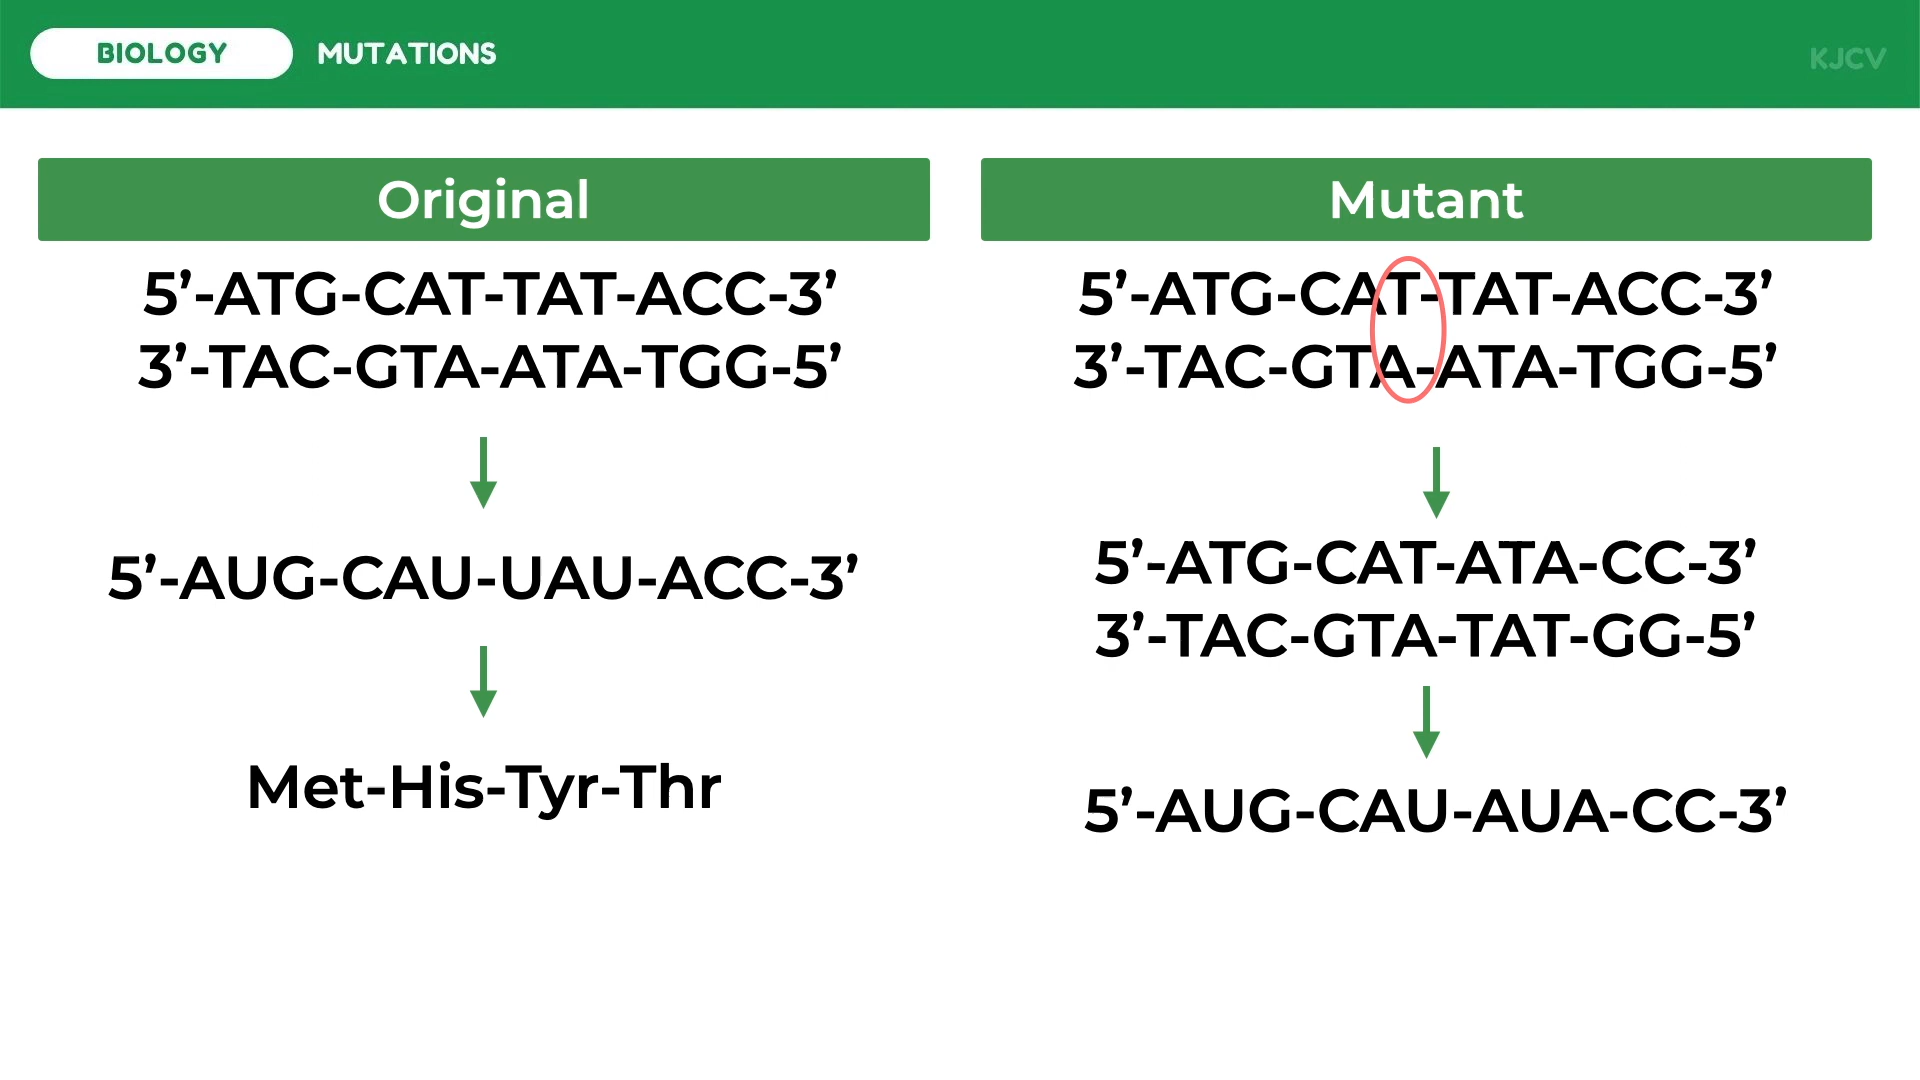 BIOLOGY
MUTATIONS
KJCV
Original
5’-ATG-CAT-TAT-ACC-3’
3’-TAC-GTA-ATA-TGG-5’
5’-AUG-CAU-UAU-ACC-3’
Met-His-Tyr-Thr
Mutant
5’-ATG-CAT-TAT-ACC-3’
3’-TAC-GTA-ATA-TGG-5’
5’-ATG-CAT-ATA-CC-3’
3’-TAC-GTA-TAT-GG-5’
5’-AUG-CAU-AUA-CC-3’